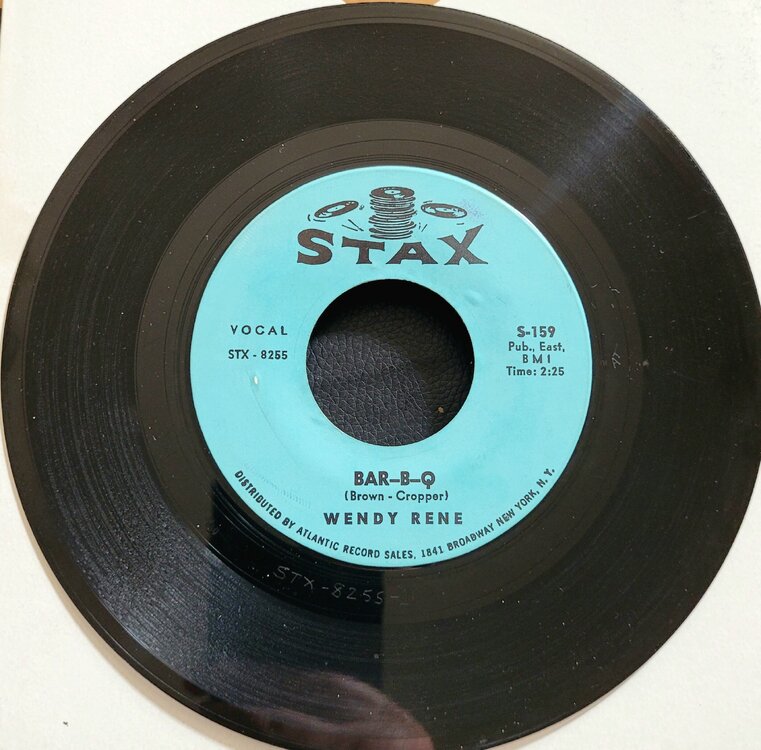 STAX
VOCAL
STX - 8255
S-159
Pub., East,
B M I
Time: 2:25
BAR-B-Q
(Brown - Cropper)
WENDY RENE
DISTRIBUTED BY ATLANTIC RECORD SALES, 1841 BROADWAY NEW YORK, N. Y.
STX-8255-